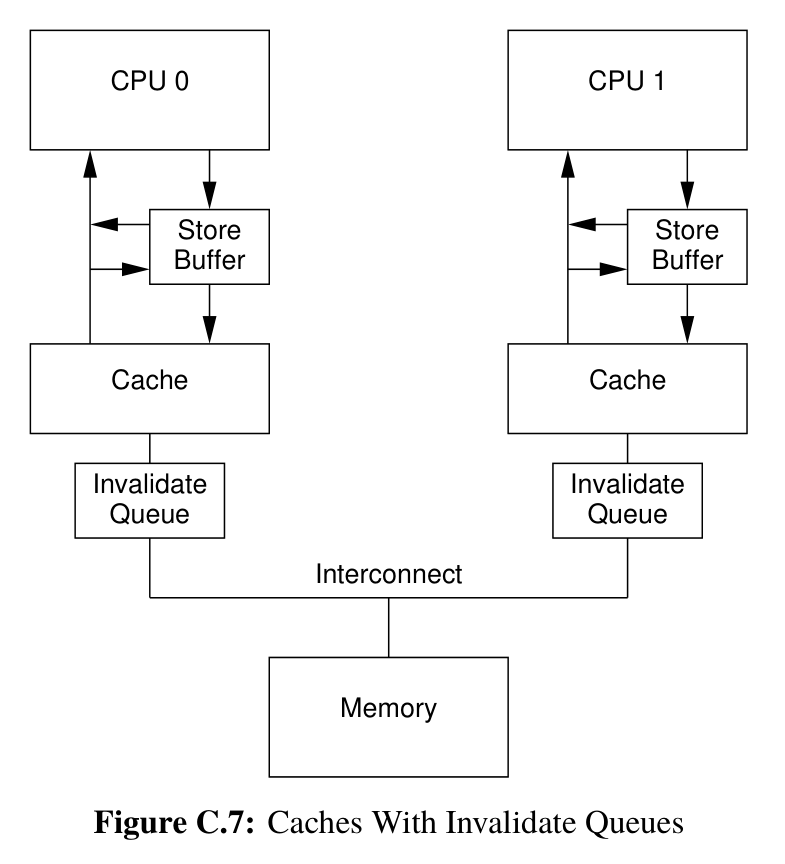 CPU 0
CPU 1
Store
Buffer
Store
Buffer
Cache
Cache
Invalidate
Queue
Invalidate
Queue
Interconnect
Memory
Figure C.7: Caches With Invalidate Queues